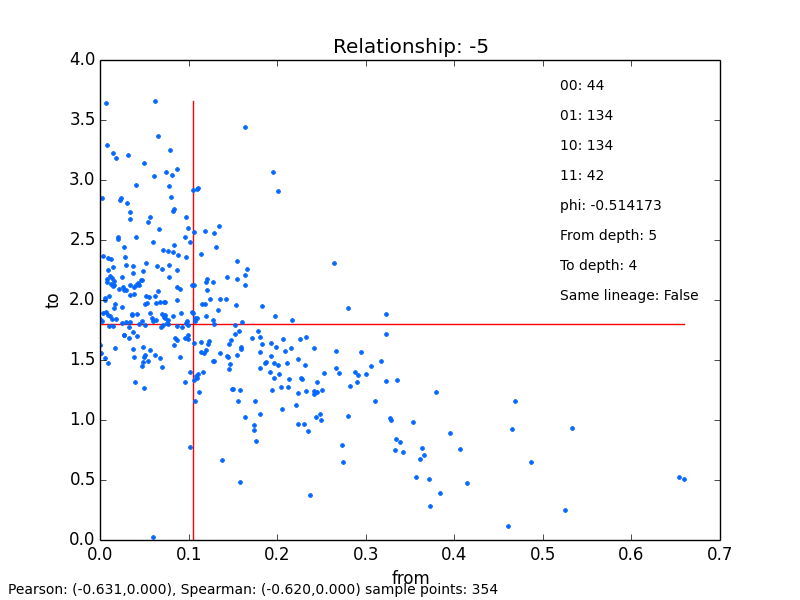 Relationship: -5
4.0
3.5
3.0
2.5
2.0
1.5
1.0
0.5
0.0
to
00: 44
01: 134
10: 134
11: 42
phi: -0.514173
From depth: 5
To depth: 4
Same lineage: False
0.0 0.1 0.2 0.3 0.4 0.5 0.6 0.7
from
Pearson: (-0.631,0.000), Spearman: (-0.620,0.000) sample points: 354